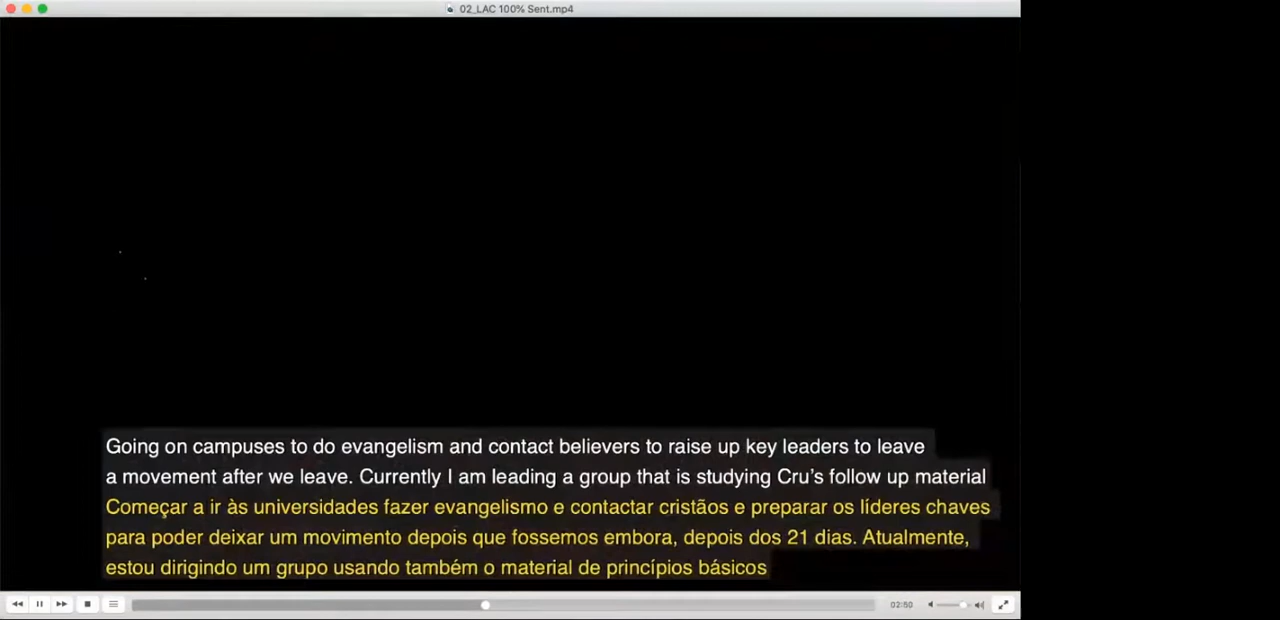 02_LAC 100% Sent.mp4
Going on campuses to do evangelism and contact believers to raise up key leaders to leave
a movement after we leave. Currently I am leading a group that is studying Cru's follow up material
Começar a ir às universidades fazer evangelismo e contactar cristãos e preparar os líderes chaves
para poder deixar um movimento depois que fossemos embora, depois dos 21 dias. Atualmente,
estou dirigindo um grupo usando também o material de princípios básicos
02:50